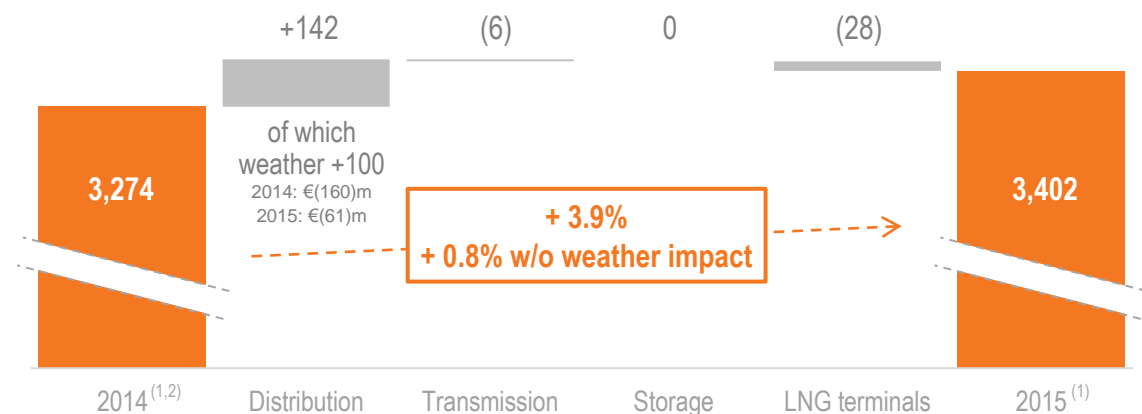 +142
(6)
0
(28)
of which
weather +100
2014: €(160)m
2015: €(61)m
3,274
+ 3.9%
+ 0.8% w/o weather impact
3,402
2014 (1,2)
Distribution
Transmission
Storage
LNG terminals
2015 (1)